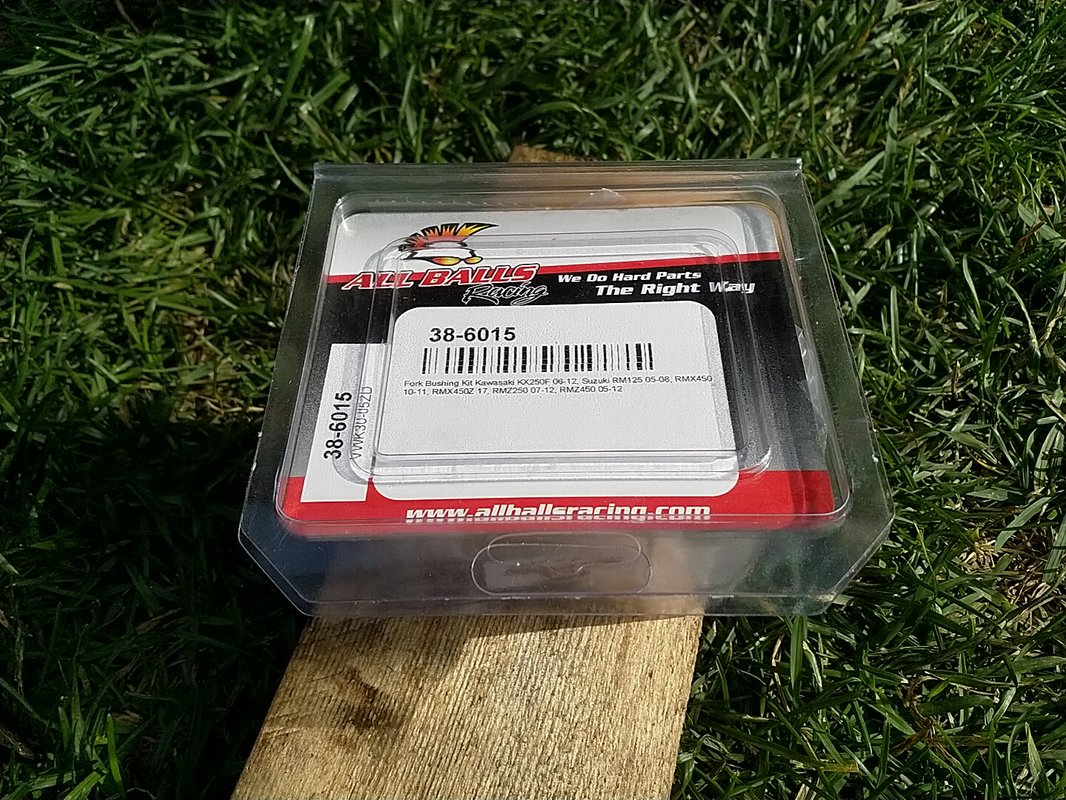 ALL BALLS
Racing
We Do Hard Parts
The Right Way
38-6015
Fork Bushing Kit Kawasaki KX250F 06-12, Suzuki RM125 05-08, RMX450
10-11, RMX450Z 17, RMZ250 07-12, RMZ450 05-12
38-6015
www.allballsracing.com